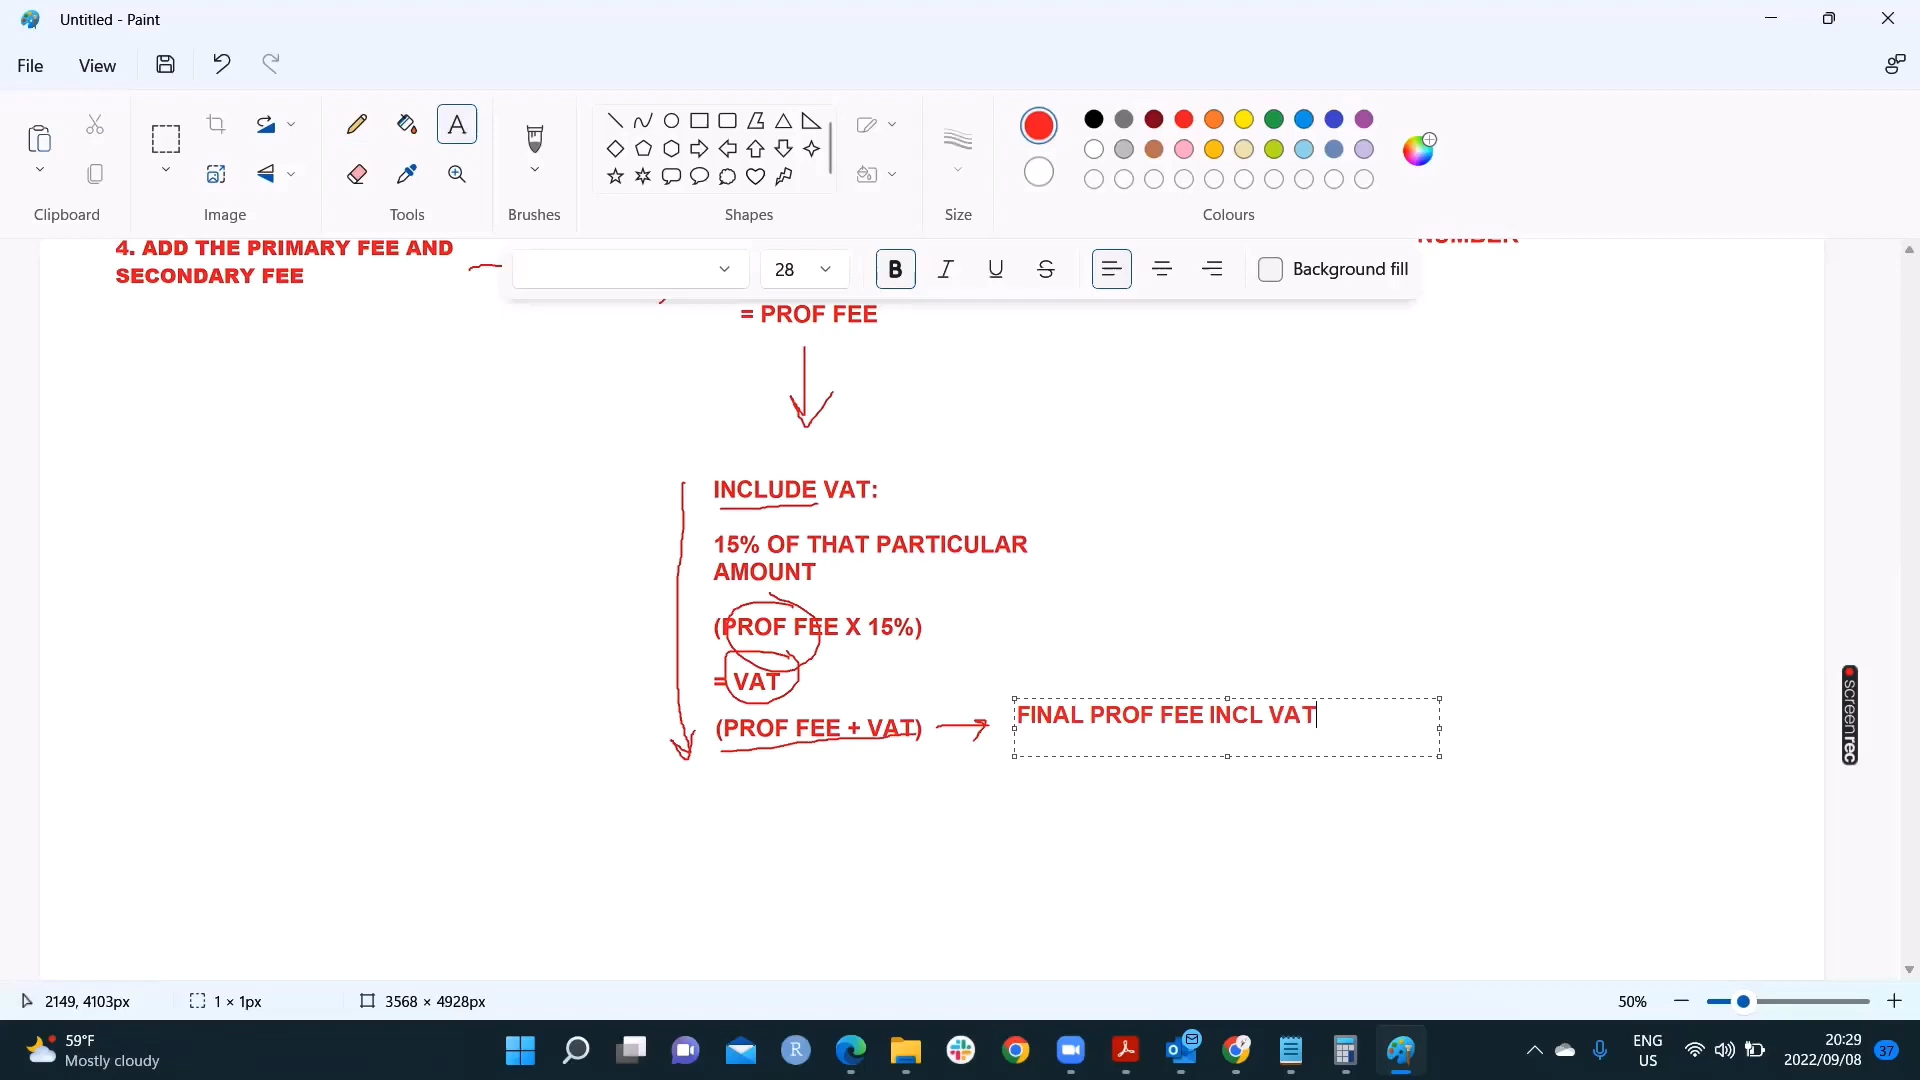 Untitled - Paint
File
View
Clipboard
Image
Tools
Brushes
Shapes
Size
Colours
4. ADD THE PRIMARY FEE AND
SECONDARY FEE
28
B
I
U
S
Background fill
NUMBER
= PROF FEE
INCLUDE VAT:
15% OF THAT PARTICULAR
AMOUNT
(PROF FEE X 15%)
= VAT
(PROF FEE + VAT)
FINAL PROF FEE INCL VAT
screenrec
2149, 4103px
1 × 1px
3568 × 4928px
50%
59°F
Mostly cloudy
ENG
US
20:29
2022/09/08
37